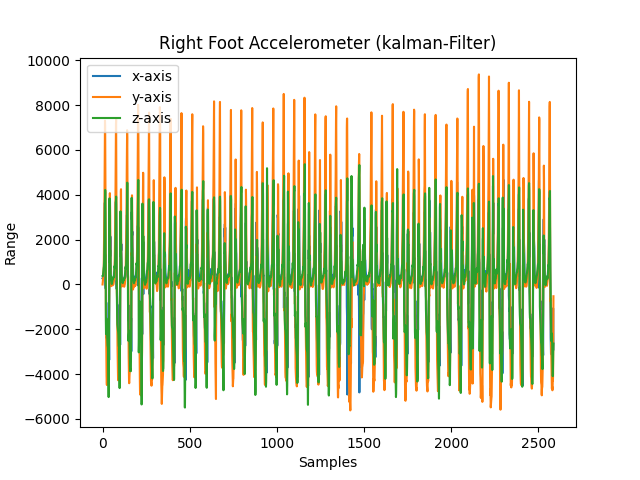 Right Foot Accelerometer (kalman-Filter)
x-axis
y-axis
z-axis
10000
8000
6000
4000
2000
0
−2000
−4000
−6000
Range
0
500
1000
1500
2000
2500
Samples